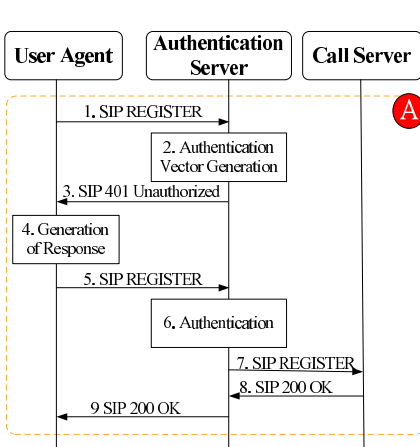 User Agent
Authentication
Server
Call Server
A
1. SIP REGISTER
2. Authentication
Vector Generation
3. SIP 401 Unauthorized
4. Generation
of Response
5. SIP REGISTER
6. Authentication
7. SIP REGISTER
8. SIP 200 OK
9 SIP 200 OK